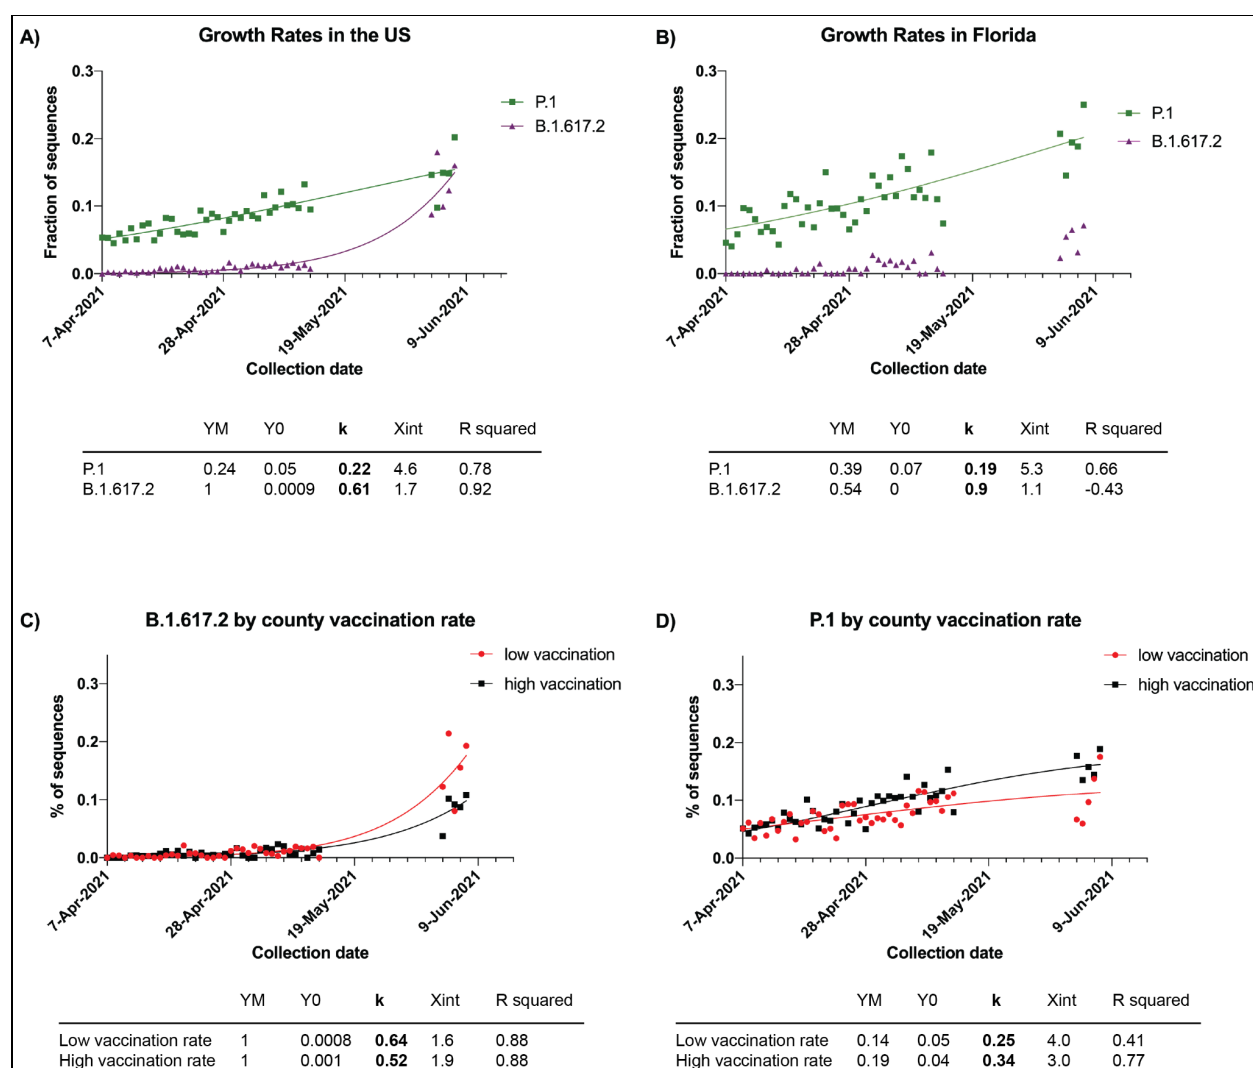 A)
Growth Rates in the US
0.3
0.2
0.1
0.0
Fraction of sequences
P.1
B.1.617.2
7-Apr-2021
28-Apr-2021
19-May-2021
9-Jun-2021
Collection date
YM Y0 k Xint R squared
P.1 0.24 0.05 0.22 4.6 0.78
B.1.617.2 1 0.0009 0.61 1.7 0.92
B)
Growth Rates in Florida
0.3
0.2
0.1
0.0
Fraction of sequences
P.1
B.1.617.2
7-Apr-2021
28-Apr-2021
19-May-2021
9-Jun-2021
Collection date
YM Y0 k Xint R squared
P.1 0.39 0.07 0.19 5.3 0.66
B.1.617.2 0.54 0 0.9 1.1 -0.43
C)
B.1.617.2 by county vaccination rate
low vaccination
high vaccination
0.3
0.2
0.1
0.0
% of sequences
7-Apr-2021
28-Apr-2021
19-May-2021
9-Jun-2021
Collection date
YM Y0 k Xint R squared
Low vaccination rate 1 0.0008 0.64 1.6 0.88
High vaccination rate 1 0.001 0.52 1.9 0.88
D)
P.1 by county vaccination rate
low vaccination
high vaccination
0.3
0.2
0.1
0.0
% of sequences
7-Apr-2021
28-Apr-2021
19-May-2021
9-Jun-2021
Collection date
YM Y0 k Xint R squared
Low vaccination rate 0.14 0.05 0.25 4.0 0.41
High vaccination rate 0.19 0.04 0.34 3.0 0.77